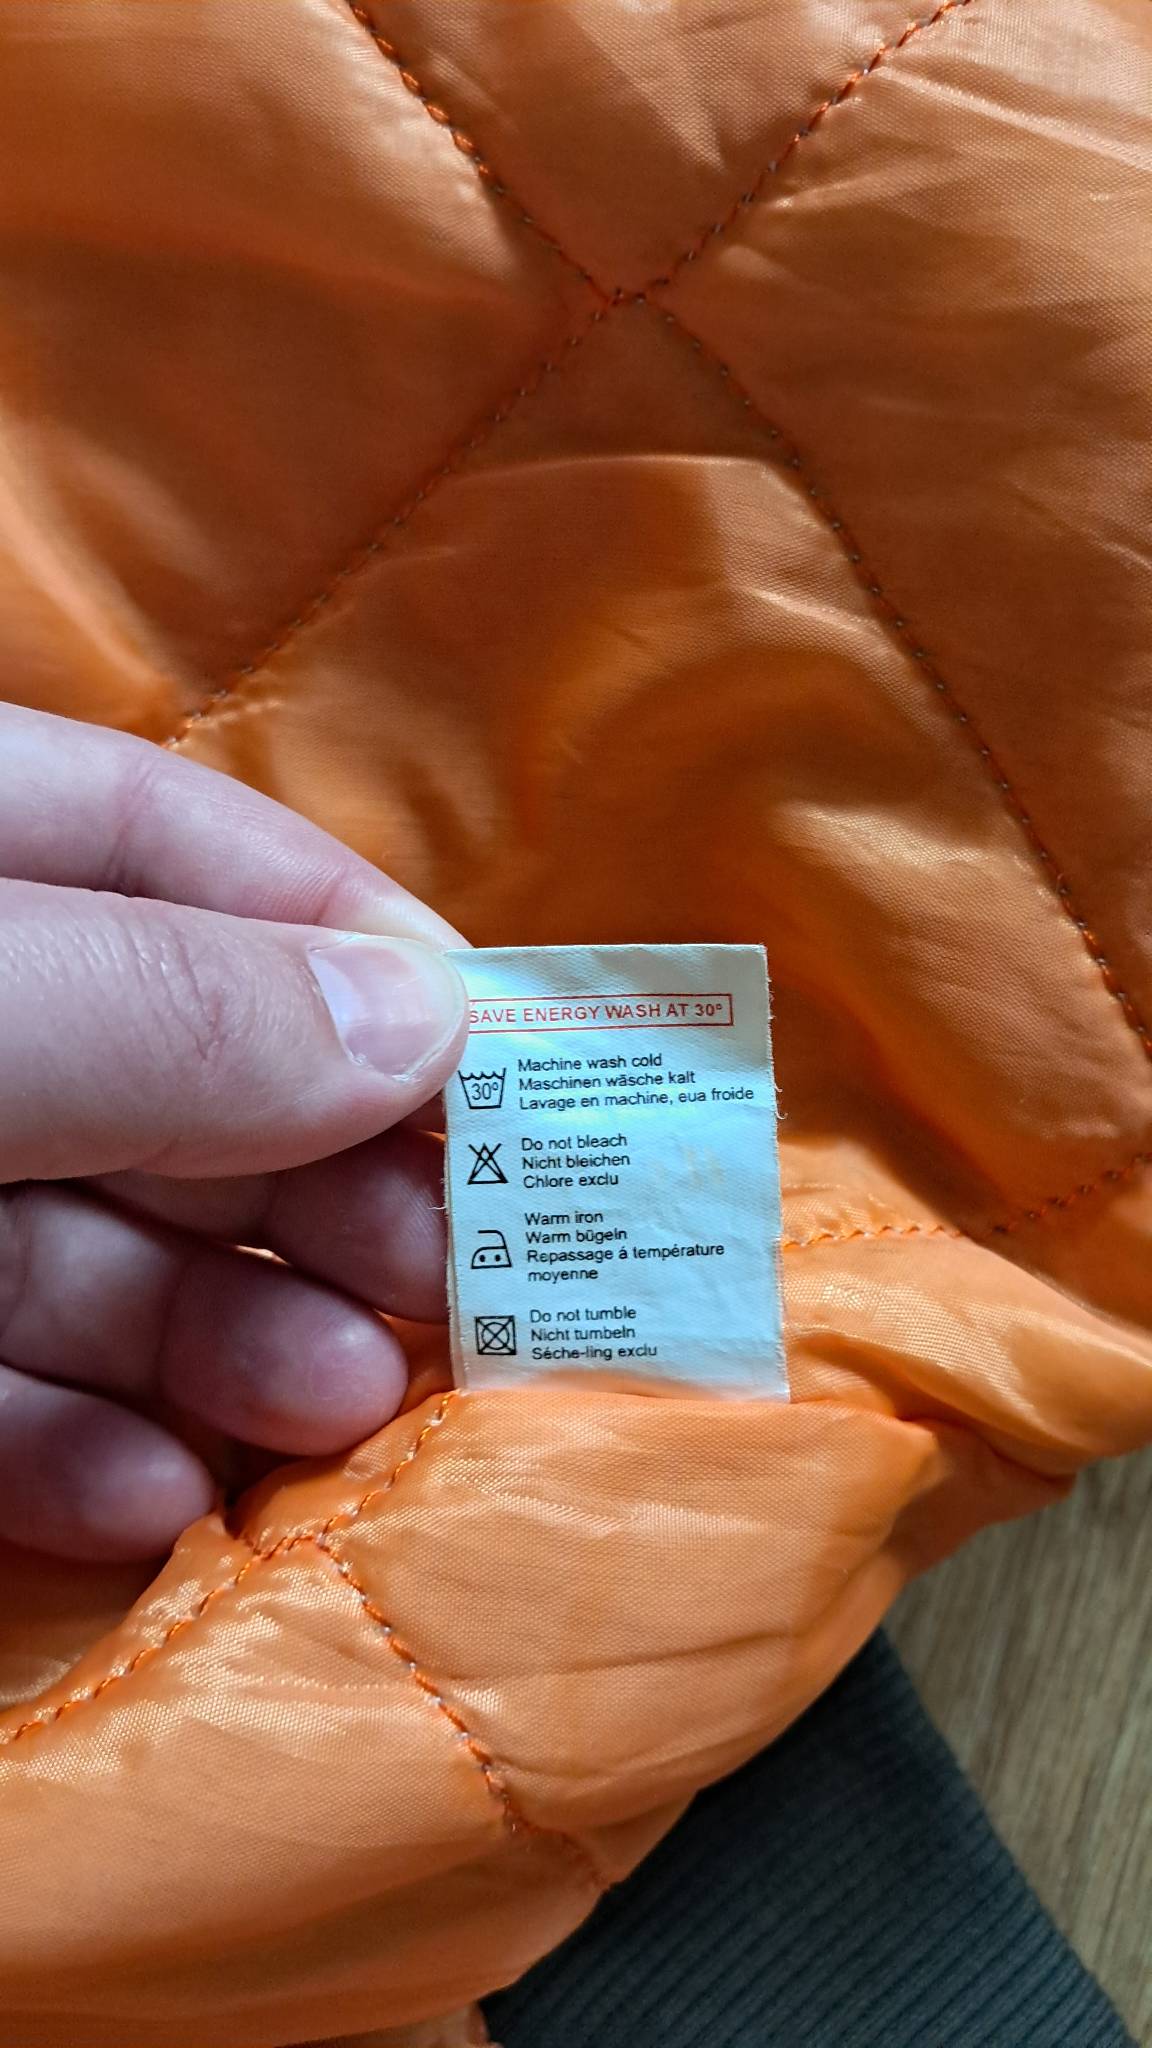 SAVE ENERGY WASH AT 30°
30°
Machine wash cold
Maschinen wäsche kalt
Lavage en machine, eua froide
Do not bleach
Nicht bleichen
Chlore exclu
Warm iron
Warm bügeln
Repassage á température
moyenne
Do not tumble
Nicht tumbeln
Séche-ling exclu